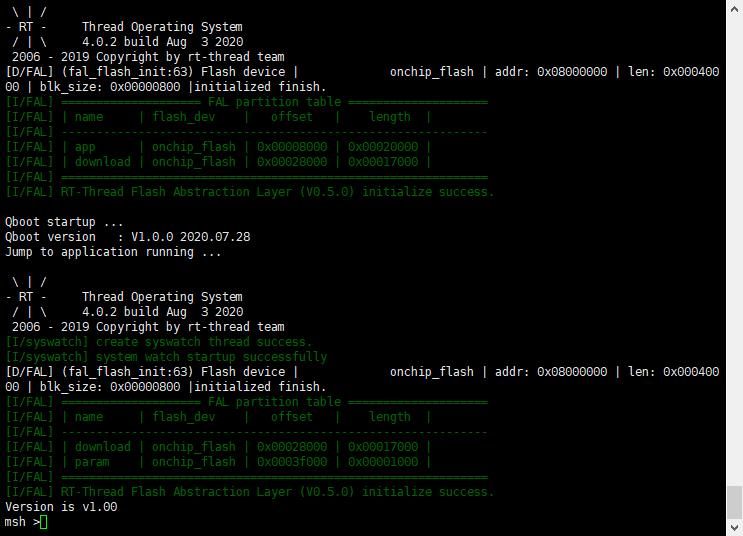 \ | /
- RT -     Thread Operating System
 / | \     4.0.2 build Aug  3 2020
 2006 - 2019 Copyright by rt-thread team
[D/FAL] (fal_flash_init:63) Flash device |             onchip_flash | addr: 0x08000000 | len: 0x000400
00 | blk_size: 0x00000800 |initialized finish.
[I/FAL] ==================== FAL partition table ====================
[I/FAL] | name     | flash_dev    |   offset   |    length  |
[I/FAL] -------------------------------------------------------------
[I/FAL] | app      | onchip_flash | 0x00008000 | 0x00020000 |
[I/FAL] | download | onchip_flash | 0x00028000 | 0x00017000 |
[I/FAL] =============================================================
[I/FAL] RT-Thread Flash Abstraction Layer (V0.5.0) initialize success.
Qboot startup ...
Qboot version   : V1.0.0 2020.07.28
Jump to application running ...
 \ | /
- RT -     Thread Operating System
 / | \     4.0.2 build Aug  3 2020
 2006 - 2019 Copyright by rt-thread team
[I/syswatch] create syswatch thread success.
[I/syswatch] system watch startup successfully
[D/FAL] (fal_flash_init:63) Flash device |             onchip_flash | addr: 0x08000000 | len: 0x000400
00 | blk_size: 0x00000800 |initialized finish.
[I/FAL] ==================== FAL partition table ====================
[I/FAL] | name     | flash_dev    |   offset   |    length  |
[I/FAL] -------------------------------------------------------------
[I/FAL] | download | onchip_flash | 0x00028000 | 0x00017000 |
[I/FAL] | param    | onchip_flash | 0x0003f000 | 0x00001000 |
[I/FAL] =============================================================
[I/FAL] RT-Thread Flash Abstraction Layer (V0.5.0) initialize success.
Version is v1.00
msh >